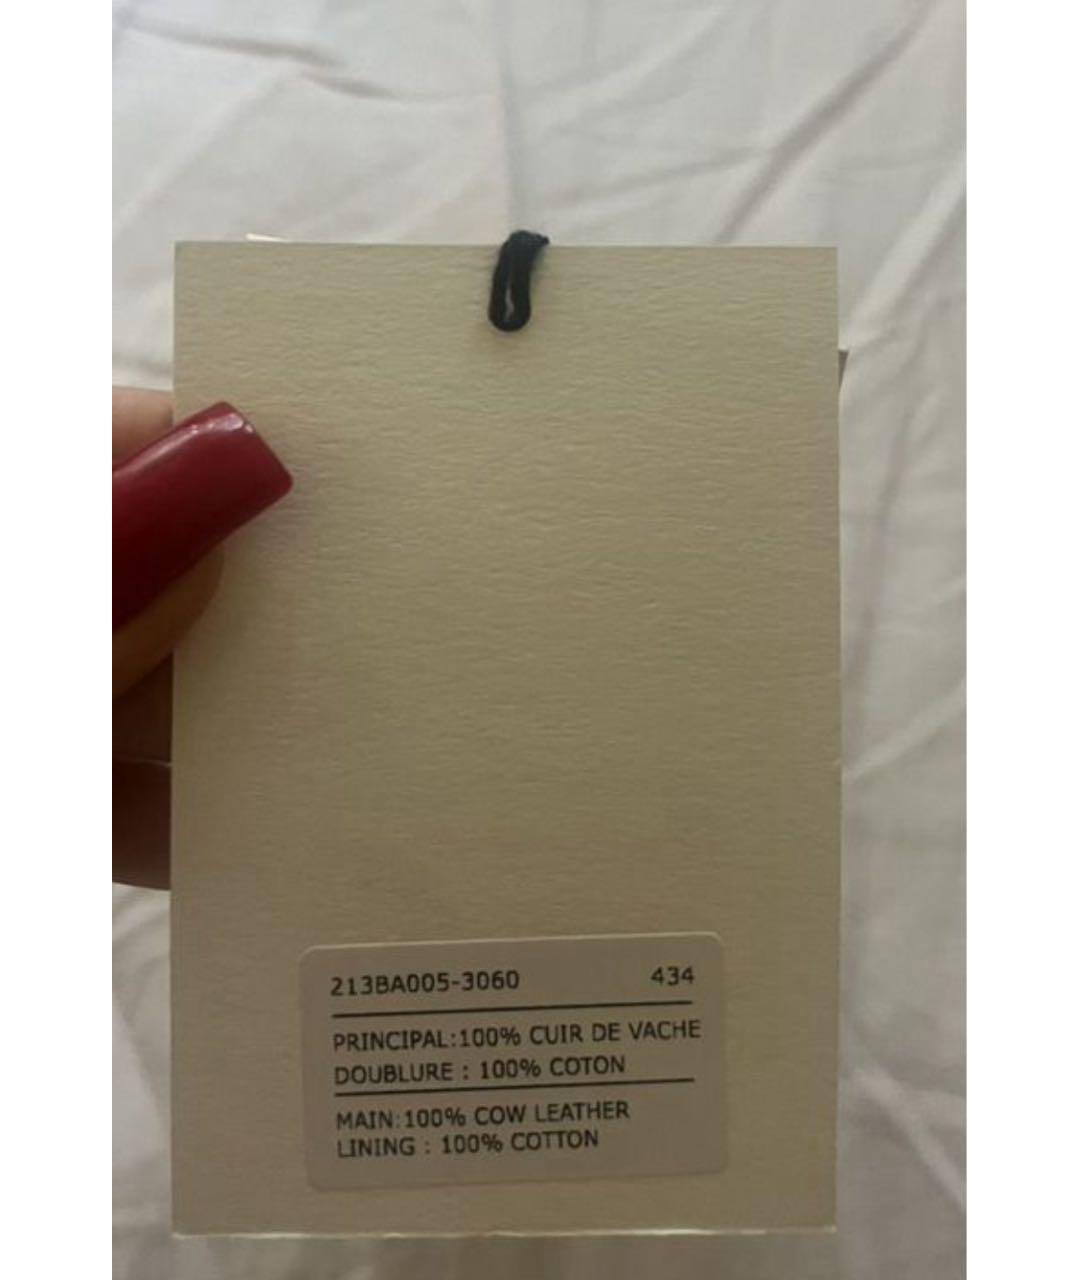 213BA005-3060 434
PRINCIPAL:100% CUIR DE VACHE
DOUBLURE : 100% COTON
MAIN:100% COW LEATHER
LINING : 100% COTTON